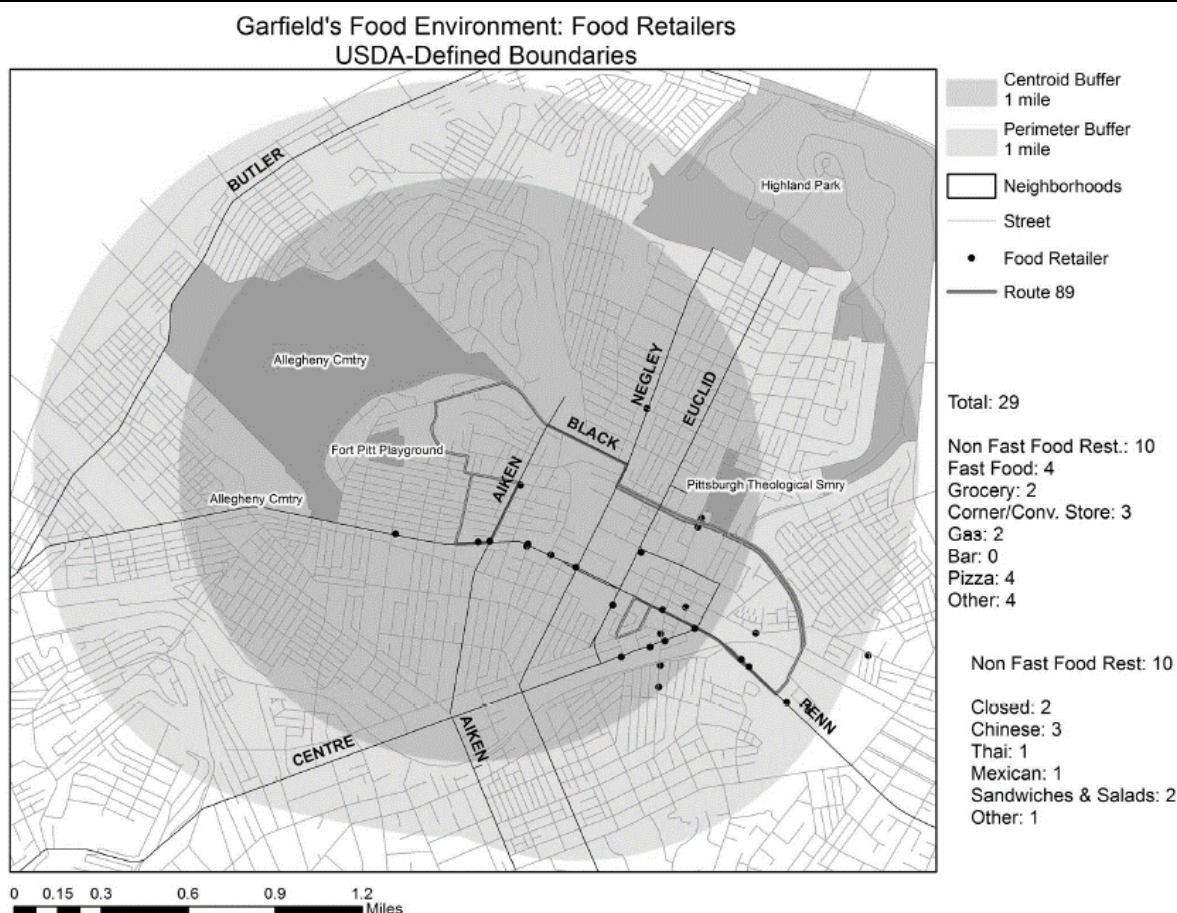 Garfield's Food Environment: Food Retailers
USDA-Defined Boundaries
BUTLER
Highland Park
Allegheny Cmtry
NEGLEY
EUCLID
BLACK
Fort Pitt Playground
AIKEN
Pittsburgh Theological Smry
Allegheny Cmtry
PENN
AIKEN
CENTRE
0 0.15 0.3 0.6 0.9 1.2
Miles
Centroid Buffer
1 mile
Perimeter Buffer
1 mile
Neighborhoods
Street
Food Retailer
Route 89
Total: 29
Non Fast Food Rest.: 10
Fast Food: 4
Grocery: 2
Corner/Conv. Store: 3
Gas: 2
Bar: 0
Pizza: 4
Other: 4
Non Fast Food Rest: 10
Closed: 2
Chinese: 3
Thai: 1
Mexican: 1
Sandwiches & Salads: 2
Other: 1